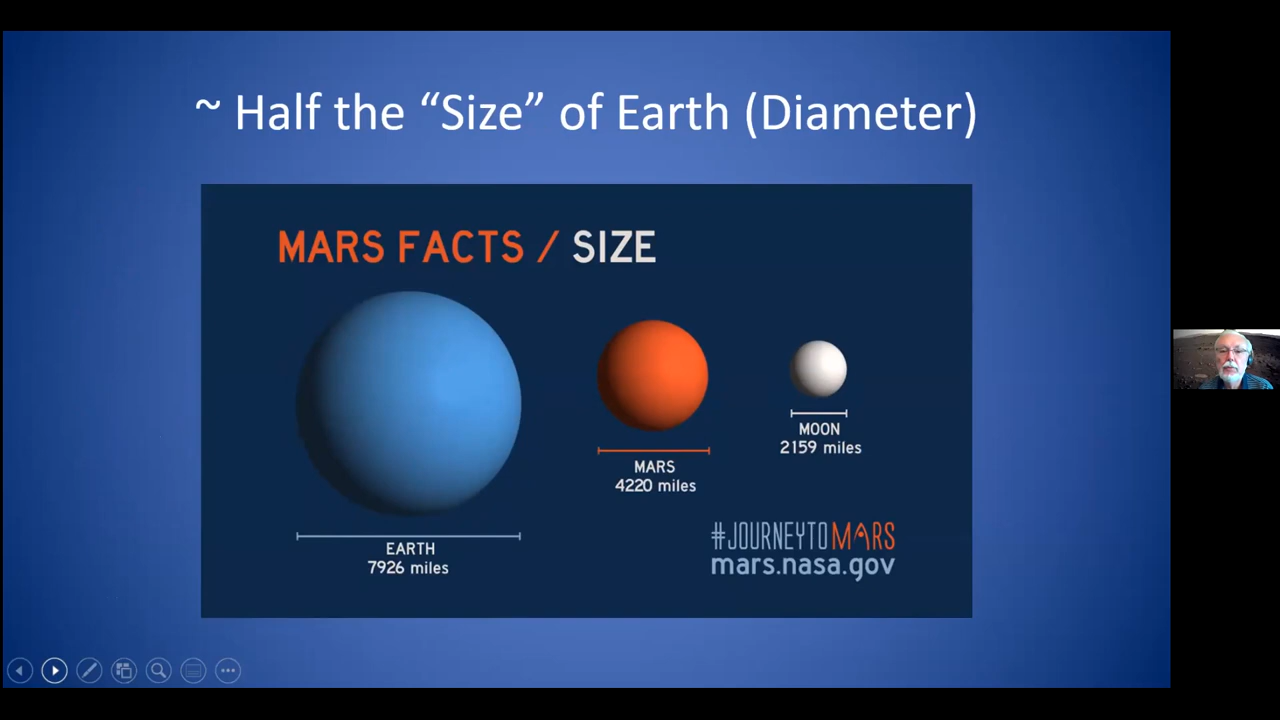 ~ Half the “Size” of Earth (Diameter)
MARS FACTS / SIZE
MOON
2159 miles
MARS
4220 miles
EARTH
7926 miles
#JOURNEYTOMARS
mars.nasa.gov